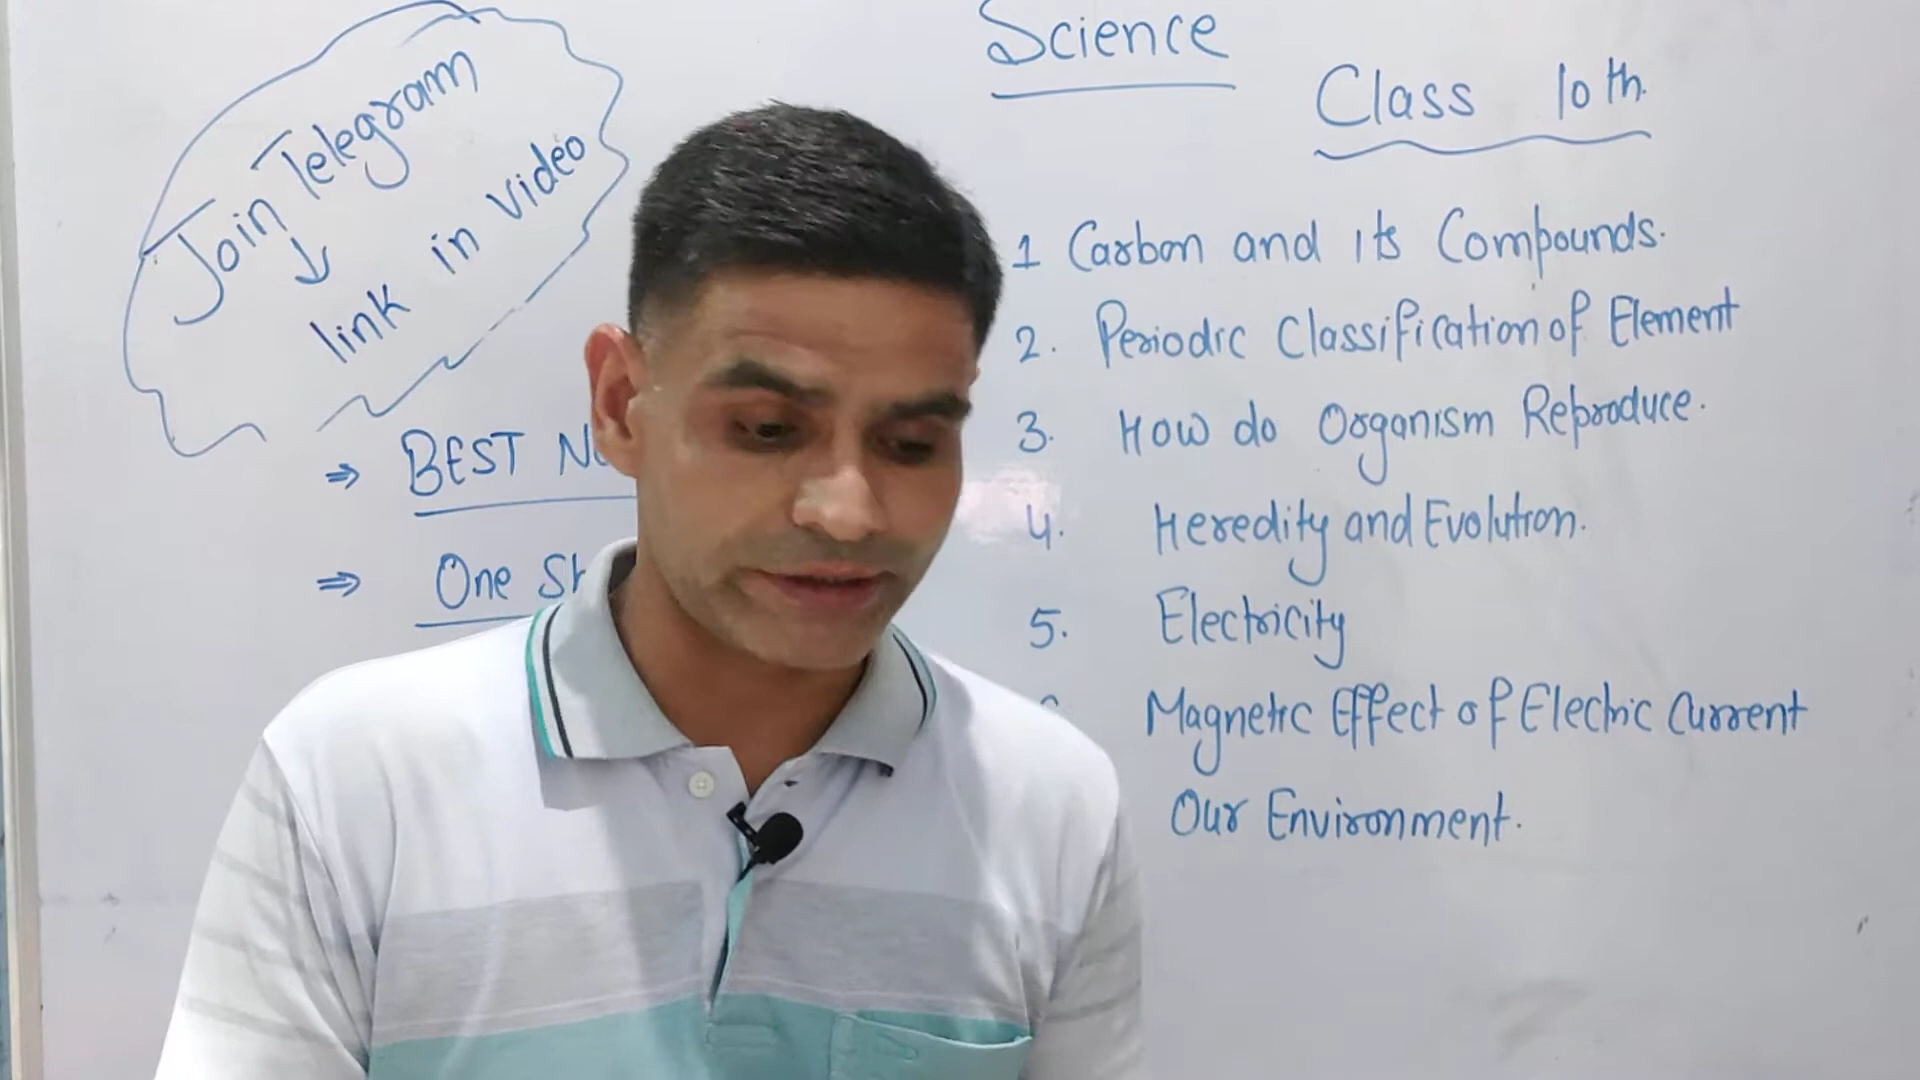 Join Telegram
link in video
⇒ BEST
⇒ One
Science
Class 10th.
1 Carbon and its Compounds.
2. Periodic Classification of Element
3. How do Organism Reproduce.
4. Heredity and Evolution.
5. Electricity
Magnetic Effect of Electric Current
Our Environment.